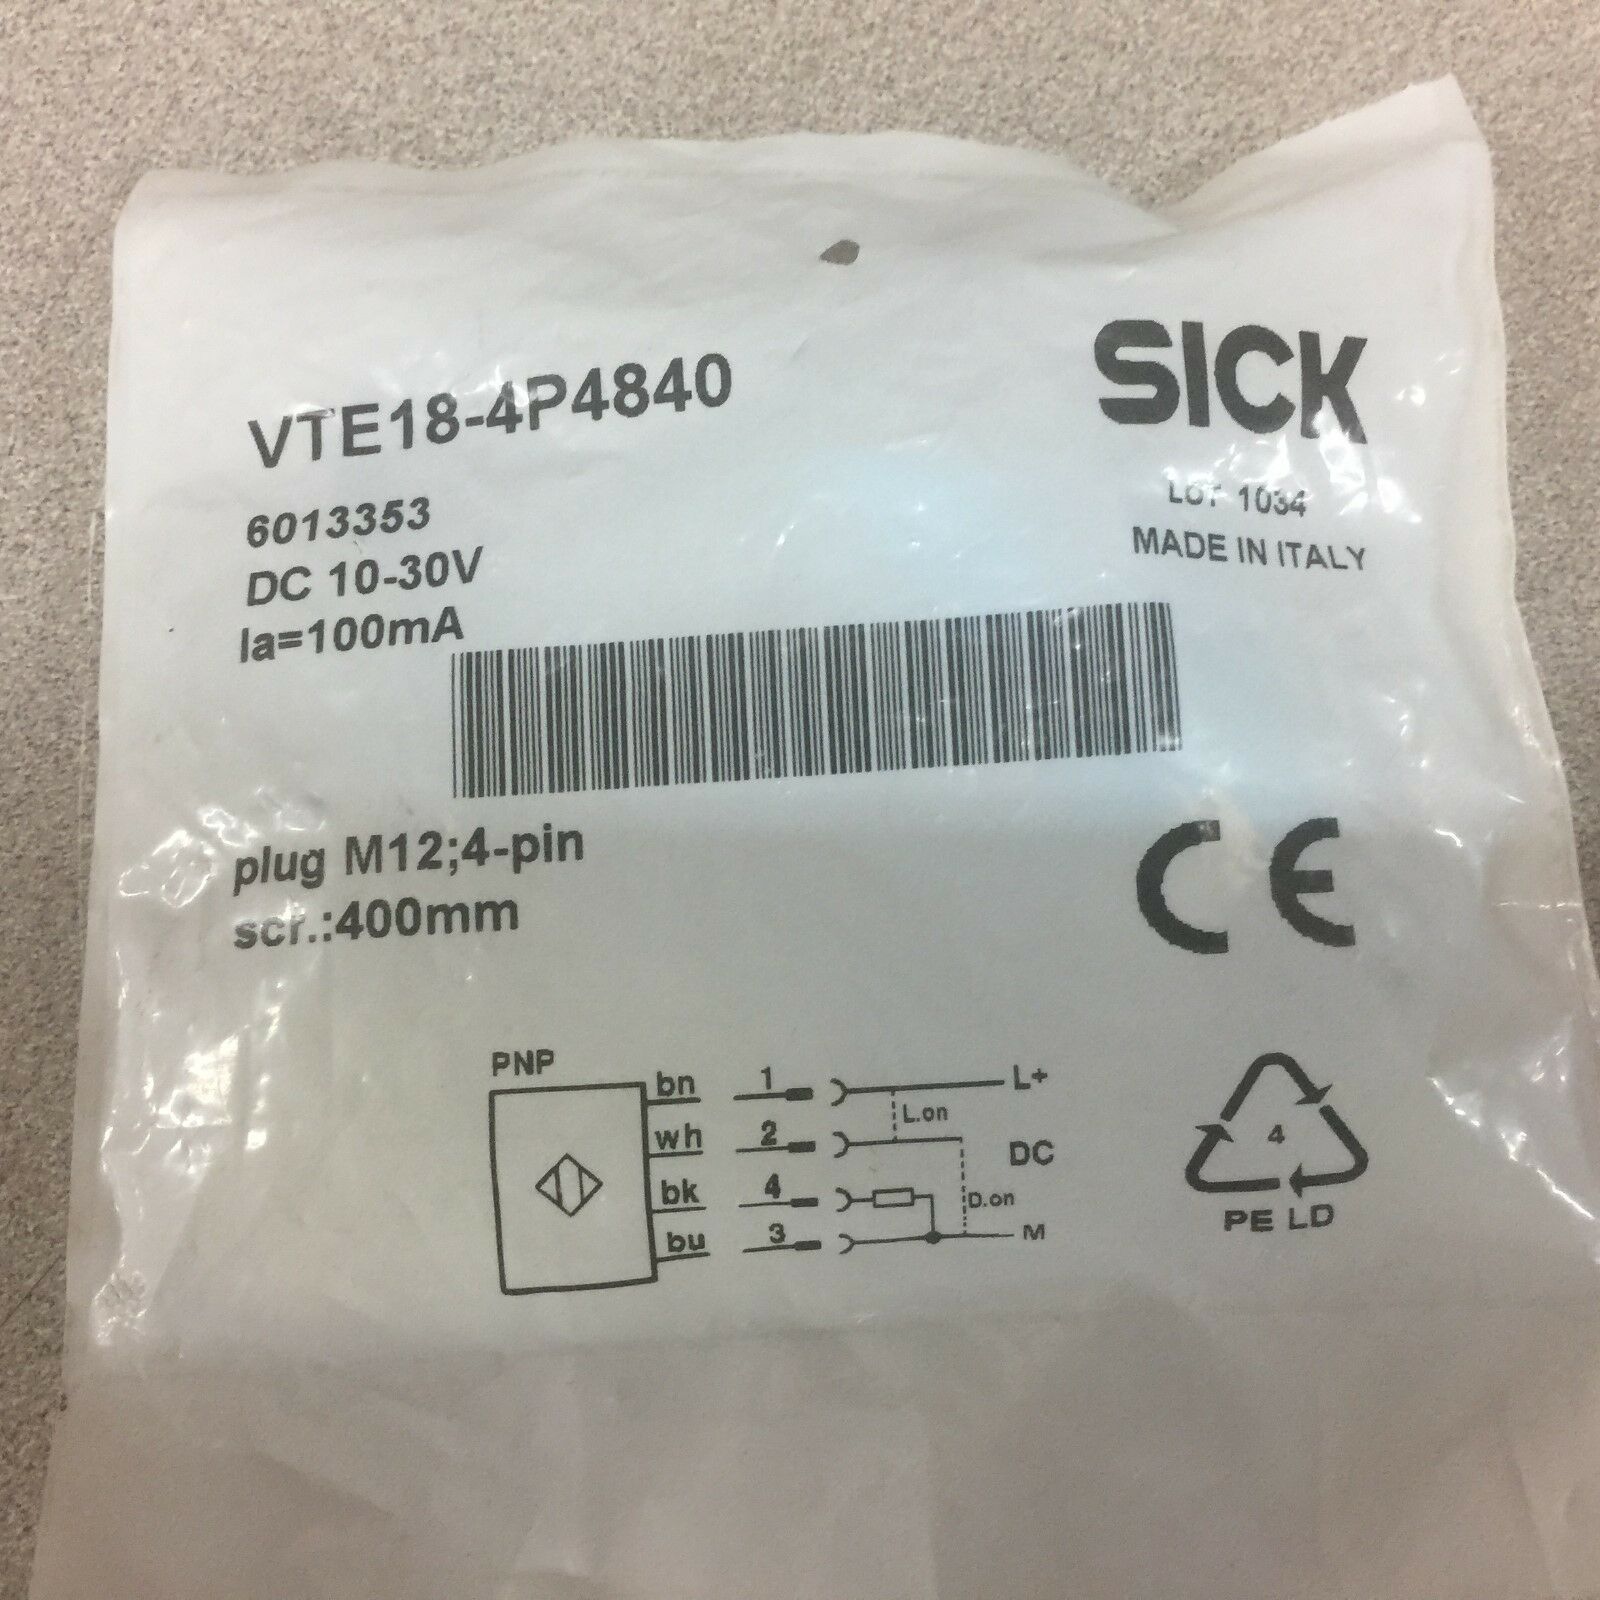 SICK
VTE18-4P4840
6013353
DC 10-30V
Ia=100mA
LOT 1034
MADE IN ITALY
plug M12;4-pin
scr.:400mm
CE
PNP
bn 1 L+
L.on
wh 2 DC
bk 4 D.on
bu 3 M
4
PE LD